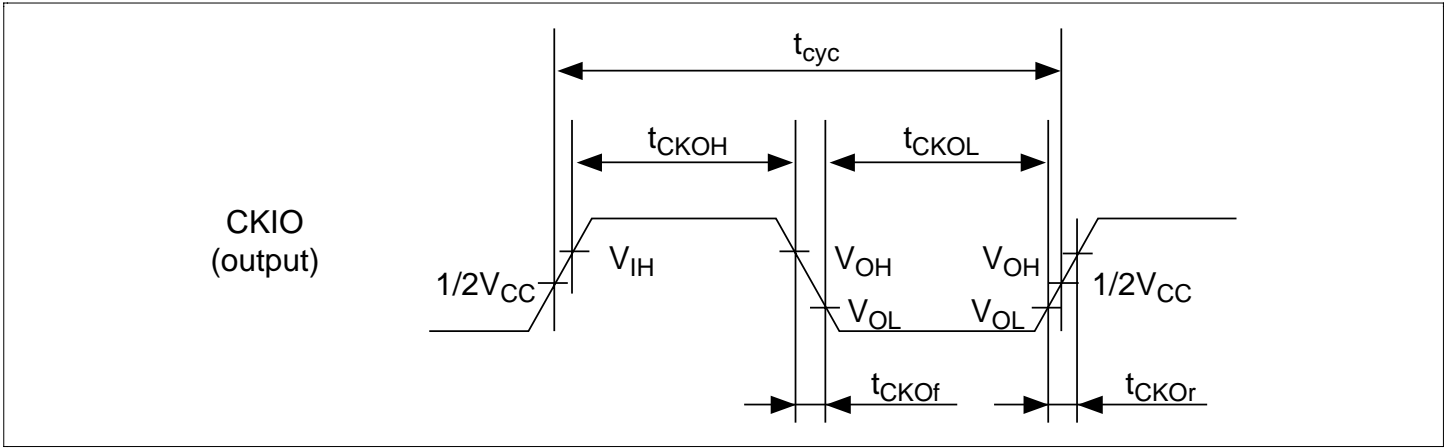 tcyc
tCKOH
tCKOL
CKIO
(output)
VIH
VOH
VOH
1/2VCC
1/2VCC
VOL
VOL
tCKOf
tCKOr